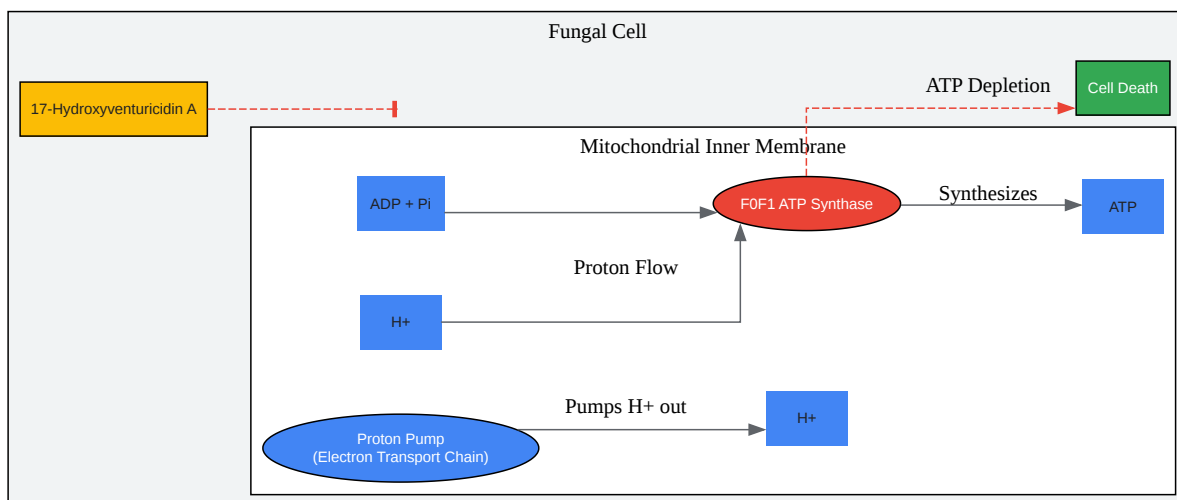 Fungal Cell
17-Hydroxyventuricidin A
ATP Depletion
Cell Death
Mitochondrial Inner Membrane
ADP + Pi
F0F1 ATP Synthase
Synthesizes
ATP
Proton Flow
H+
Pumps H+ out
H+
Proton Pump
(Electron Transport Chain)